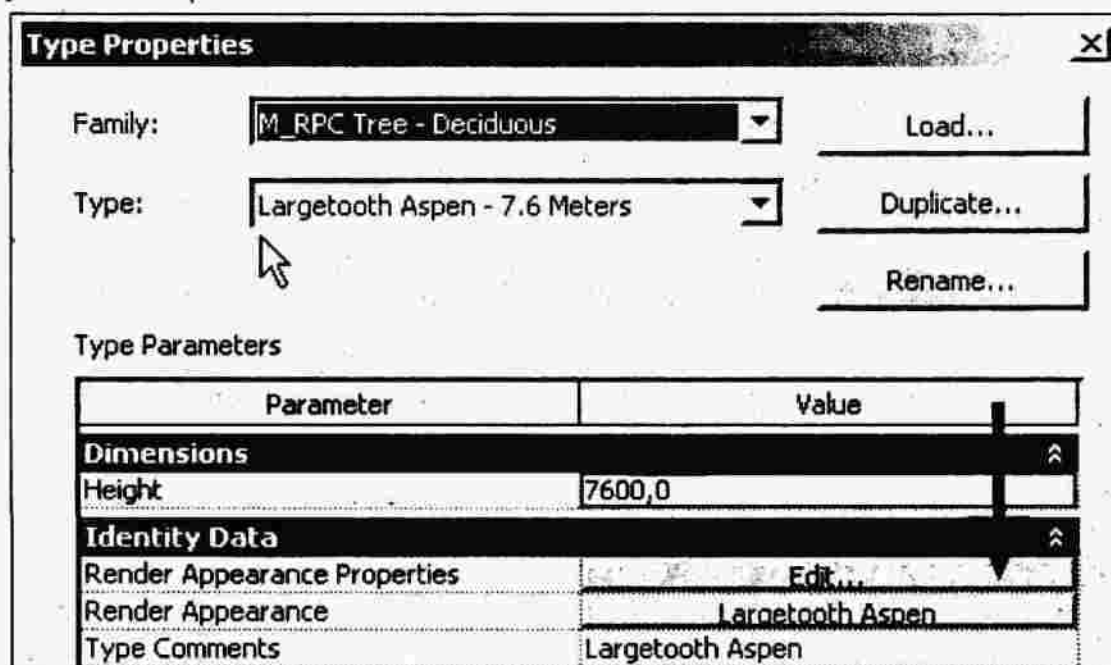 Type Properties
Family: M_RPC Tree - Deciduous Load...
Type: Largetooth Aspen - 7.6 Meters Duplicate...
Rename...
Type Parameters
Parameter Value
Dimensions
Height 7600,0
Identity Data
Render Appearance Properties Edit...
Render Appearance Largetooth Aspen
Type Comments Largetooth Aspen